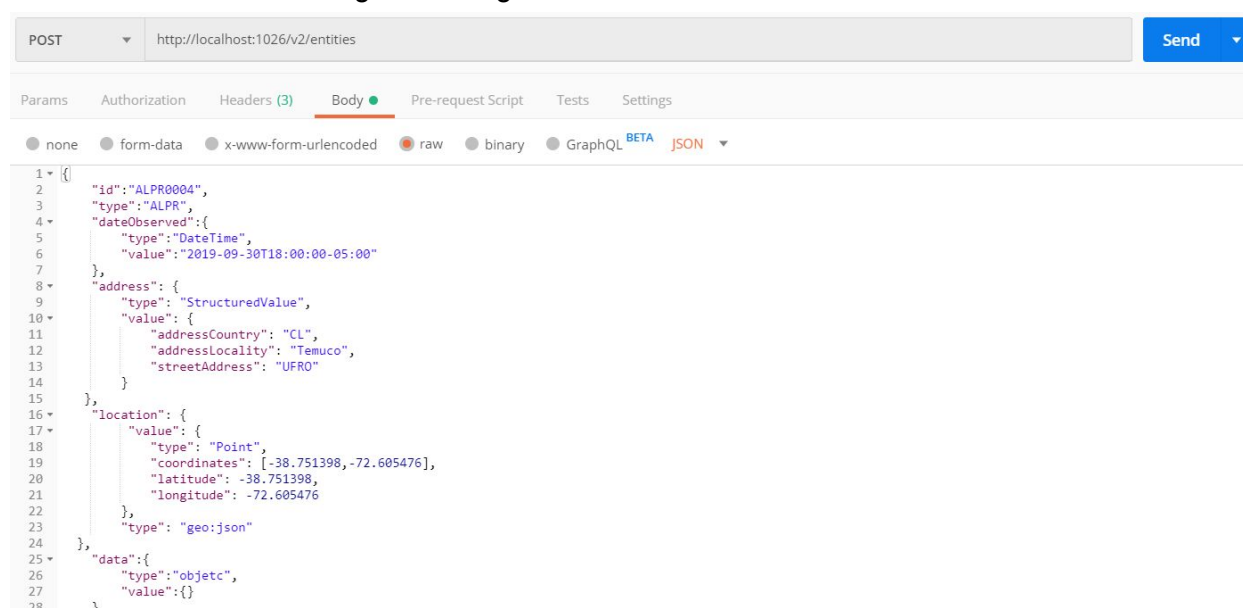 POST http://localhost:1026/v2/entities Send
Params Authorization Headers (3) Body Pre-request Script Tests Settings
none form-data x-www-form-urlencoded raw binary GraphQL BETA JSON
1 {
2 "id":"ALPR0004",
3 "type":"ALPR",
4 "dateObserved":{
5 "type":"DateTime",
6 "value":"2019-09-30T18:00:00-05:00"
7 },
8 "address": {
9 "type": "StructuredValue",
10 "value": {
11 "addressCountry": "CL",
12 "addressLocality": "Temuco",
13 "streetAddress": "UFRO"
14 }
15 },
16 "location": {
17 "value": {
18 "type": "Point",
19 "coordinates": [-38.751398,-72.605476],
20 "latitude": -38.751398,
21 "longitude": -72.605476
22 },
23 "type": "geo:json"
24 },
25 "data":{
26 "type":"objetc",
27 "value":{}
28 }